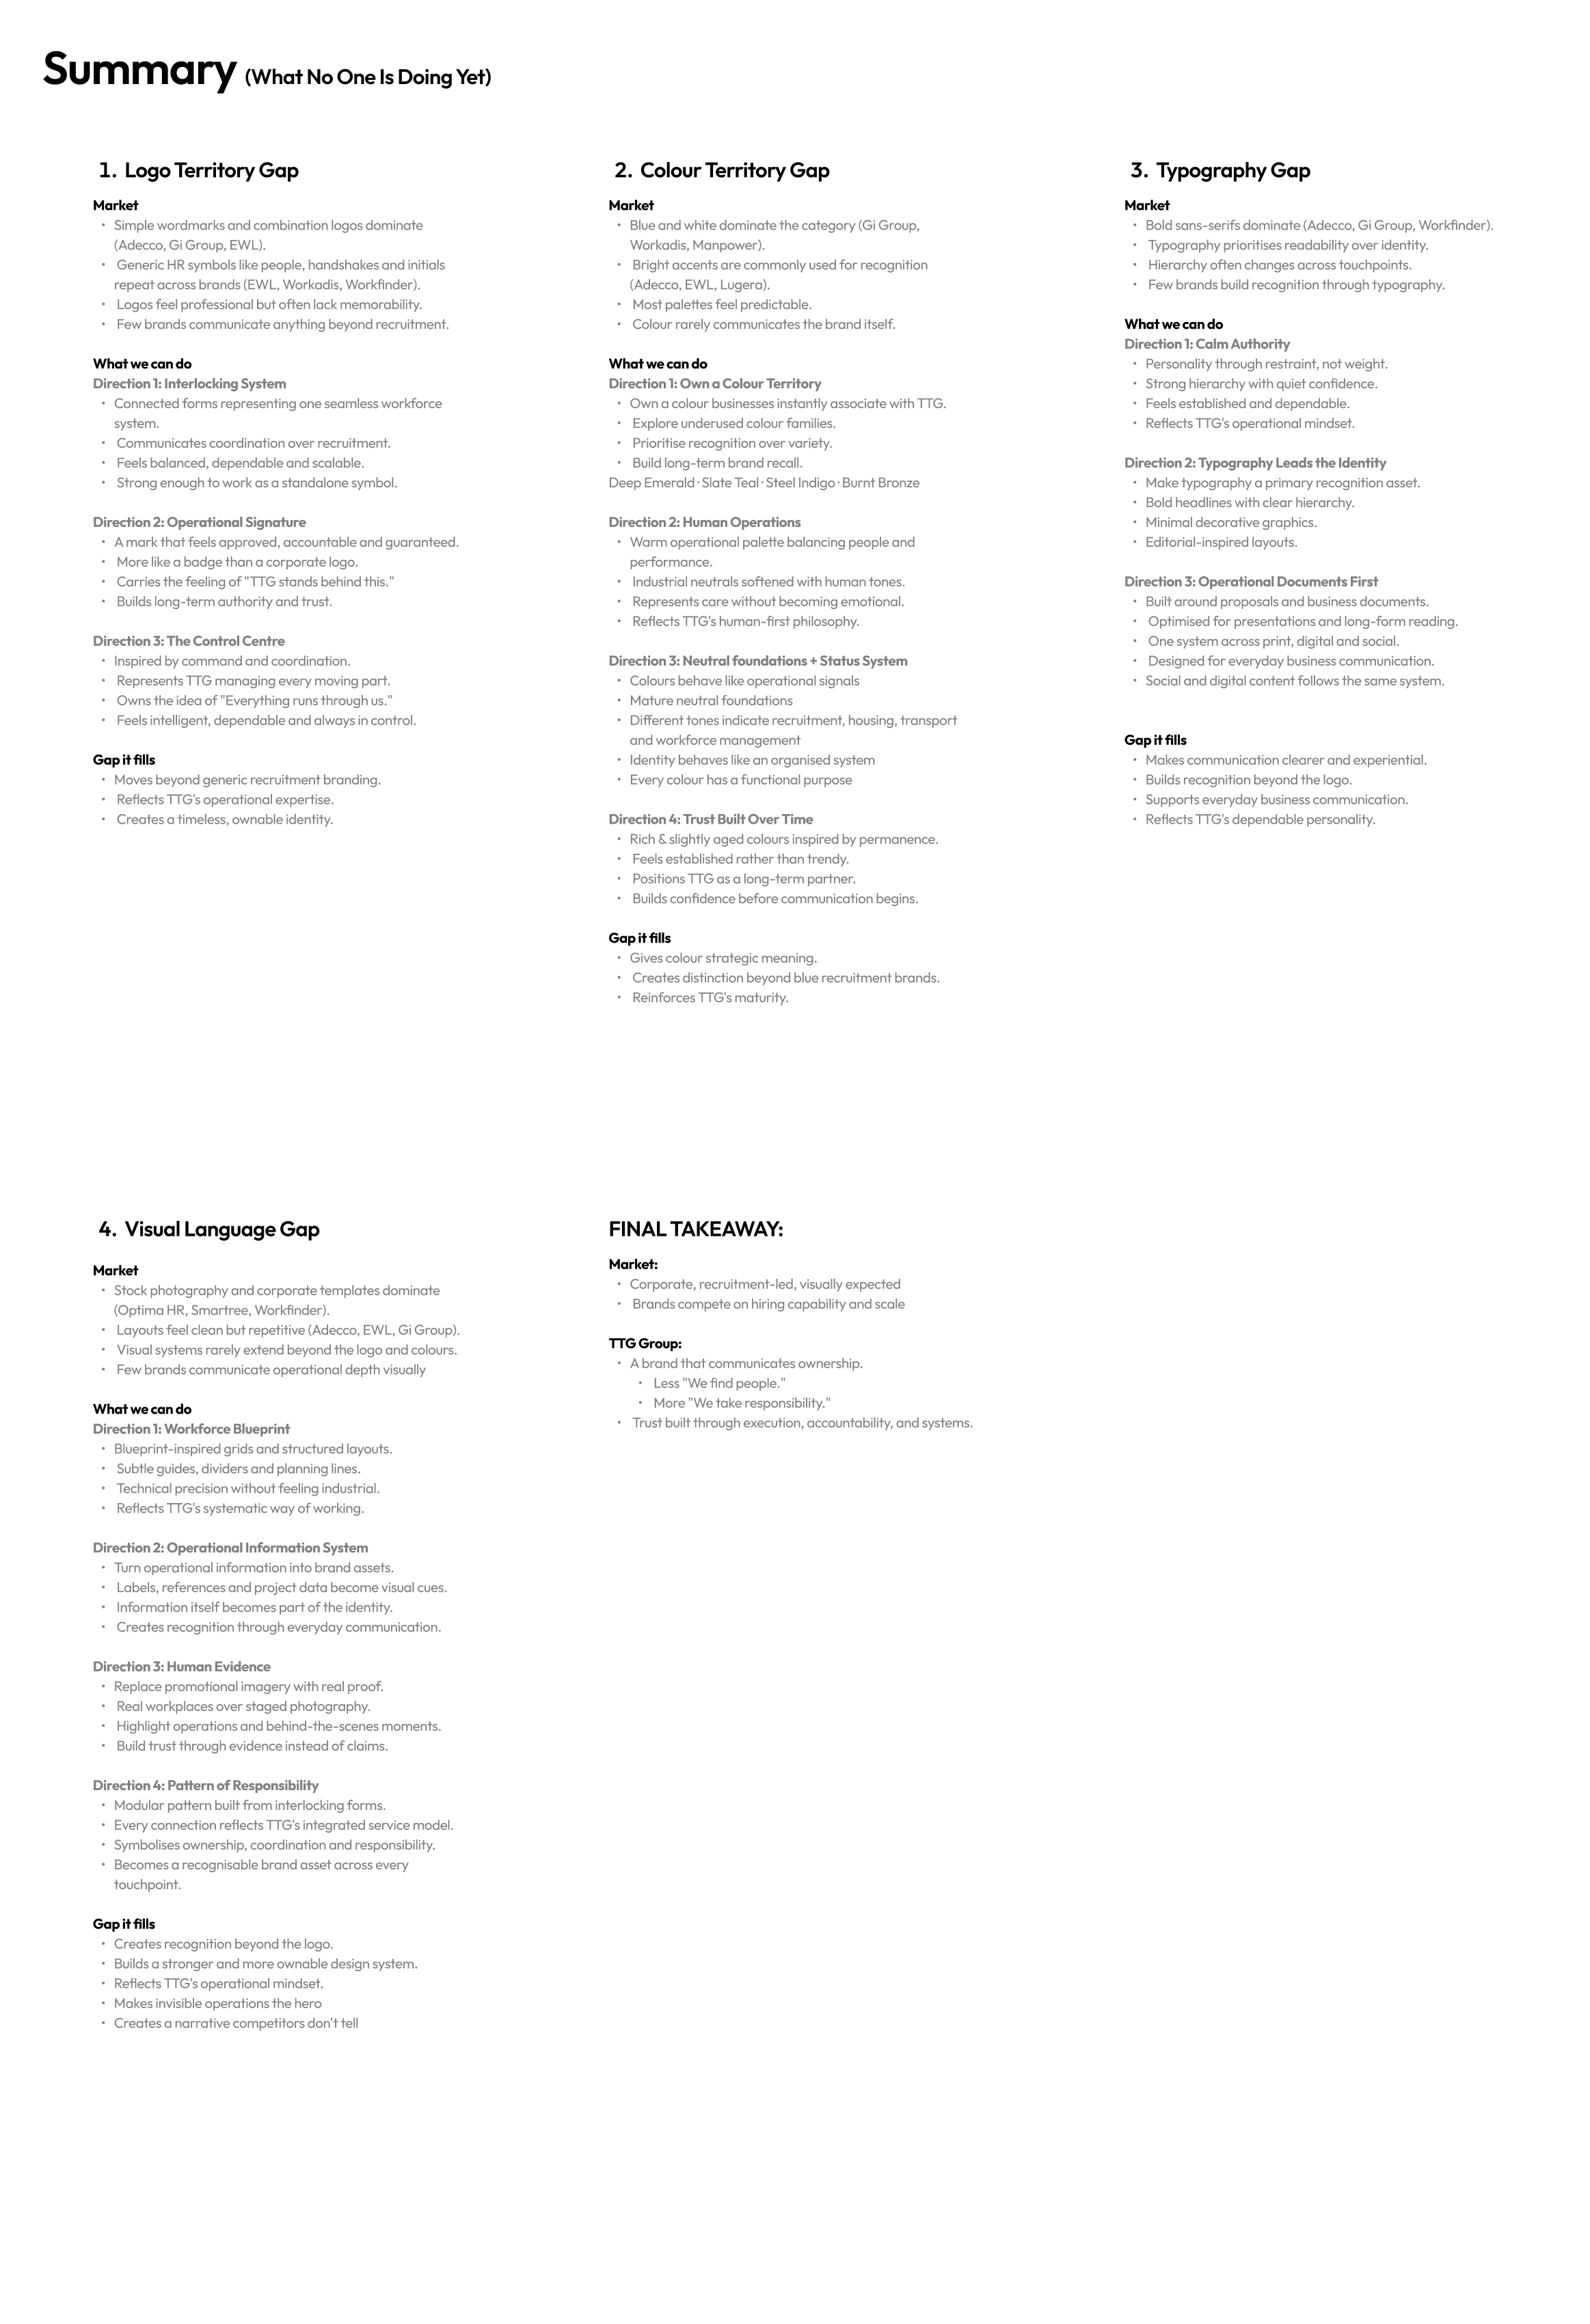 Summary (What No One Is Doing Yet)
1. Logo Territory Gap
Market
• Simple wordmarks and combination logos dominate
(Adecco, Gi Group, EWL).
• Generic HR symbols like people, handshakes and initials
repeat across brands (EWL, Workadis, Workfinder).
• Logos feel professional but often lack memorability.
• Few brands communicate anything beyond recruitment.
What we can do
Direction 1: Interlocking System
• Connected forms representing one seamless workforce
system.
• Communicates coordination over recruitment.
• Feels balanced, dependable and scalable.
• Strong enough to work as a standalone symbol.
Direction 2: Operational Signature
• A mark that feels approved, accountable and guaranteed.
• More like a badge than a corporate logo.
• Carries the feeling of "TTG stands behind this."
• Builds long-term authority and trust.
Direction 3: The Control Centre
• Inspired by command and coordination.
• Represents TTG managing every moving part.
• Owns the idea of "Everything runs through us."
• Feels intelligent, dependable and always in control.
Gap it fills
• Moves beyond generic recruitment branding.
• Reflects TTG's operational expertise.
• Creates a timeless, ownable identity.
2. Colour Territory Gap
Market
• Blue and white dominate the category (Gi Group,
Workadis, Manpower).
• Bright accents are commonly used for recognition
(Adecco, EWL, Lugera).
• Most palettes feel predictable.
• Colour rarely communicates the brand itself.
What we can do
Direction 1: Own a Colour Territory
• Own a colour businesses instantly associate with TTG.
• Explore underused colour families.
• Prioritise recognition over variety.
• Build long-term brand recall.
Deep Emerald · Slate Teal · Steel Indigo · Burnt Bronze
Direction 2: Human Operations
• Warm operational palette balancing people and
performance.
• Industrial neutrals softened with human tones.
• Represents care without becoming emotional.
• Reflects TTG's human-first philosophy.
Direction 3: Neutral foundations + Status System
• Colours behave like operational signals
• Mature neutral foundations
• Different tones indicate recruitment, housing, transport
and workforce management
• Identity behaves like an organised system
• Every colour has a functional purpose
Direction 4: Trust Built Over Time
• Rich & slightly aged colours inspired by permanence.
• Feels established rather than trendy.
• Positions TTG as a long-term partner.
• Builds confidence before communication begins.
Gap it fills
• Gives colour strategic meaning.
• Creates distinction beyond blue recruitment brands.
• Reinforces TTG's maturity.
3. Typography Gap
Market
• Bold sans-serifs dominate (Adecco, Gi Group, Workfinder).
• Typography prioritises readability over identity.
• Hierarchy often changes across touchpoints.
• Few brands build recognition through typography.
What we can do
Direction 1: Calm Authority
• Personality through restraint, not weight.
• Strong hierarchy with quiet confidence.
• Feels established and dependable.
• Reflects TTG's operational mindset.
Direction 2: Typography Leads the Identity
• Make typography a primary recognition asset.
• Bold headlines with clear hierarchy.
• Minimal decorative graphics.
• Editorial-inspired layouts.
Direction 3: Operational Documents First
• Built around proposals and business documents.
• Optimised for presentations and long-form reading.
• One system across print, digital and social.
• Designed for everyday business communication.
• Social and digital content follows the same system.
Gap it fills
• Makes communication clearer and experiential.
• Builds recognition beyond the logo.
• Supports everyday business communication.
• Reflects TTG's dependable personality.
4. Visual Language Gap
Market
• Stock photography and corporate templates dominate
(Optima HR, Smartree, Workfinder).
• Layouts feel clean but repetitive (Adecco, EWL, Gi Group).
• Visual systems rarely extend beyond the logo and colours.
• Few brands communicate operational depth visually
What we can do
Direction 1: Workforce Blueprint
• Blueprint-inspired grids and structured layouts.
• Subtle guides, dividers and planning lines.
• Technical precision without feeling industrial.
• Reflects TTG's systematic way of working.
Direction 2: Operational Information System
• Turn operational information into brand assets.
• Labels, references and project data become visual cues.
• Information itself becomes part of the identity.
• Creates recognition through everyday communication.
Direction 3: Human Evidence
• Replace promotional imagery with real proof.
• Real workplaces over staged photography.
• Highlight operations and behind-the-scenes moments.
• Build trust through evidence instead of claims.
Direction 4: Pattern of Responsibility
• Modular pattern built from interlocking forms.
• Every connection reflects TTG's integrated service model.
• Symbolises ownership, coordination and responsibility.
• Becomes a recognisable brand asset across every
touchpoint.
Gap it fills
• Creates recognition beyond the logo.
• Builds a stronger and more ownable design system.
• Reflects TTG's operational mindset.
• Makes invisible operations the hero
• Creates a narrative competitors don't tell
FINAL TAKEAWAY:
Market:
• Corporate, recruitment-led, visually expected
• Brands compete on hiring capability and scale
TTG Group:
• A brand that communicates ownership.
• Less "We find people."
• More "We take responsibility."
• Trust built through execution, accountability, and systems.